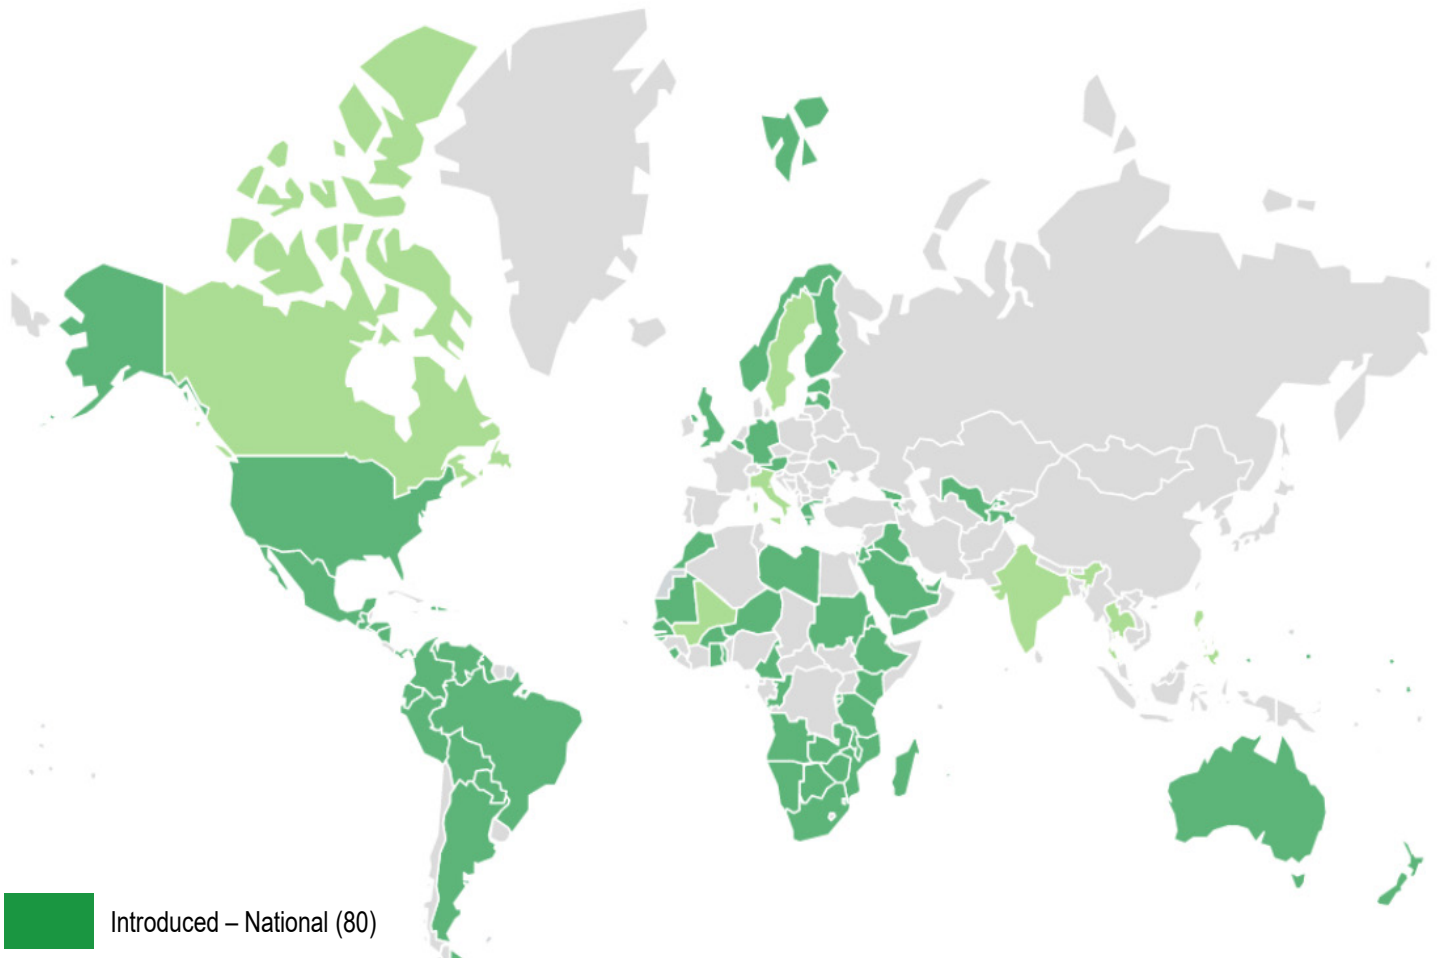 Introduced – National (80)